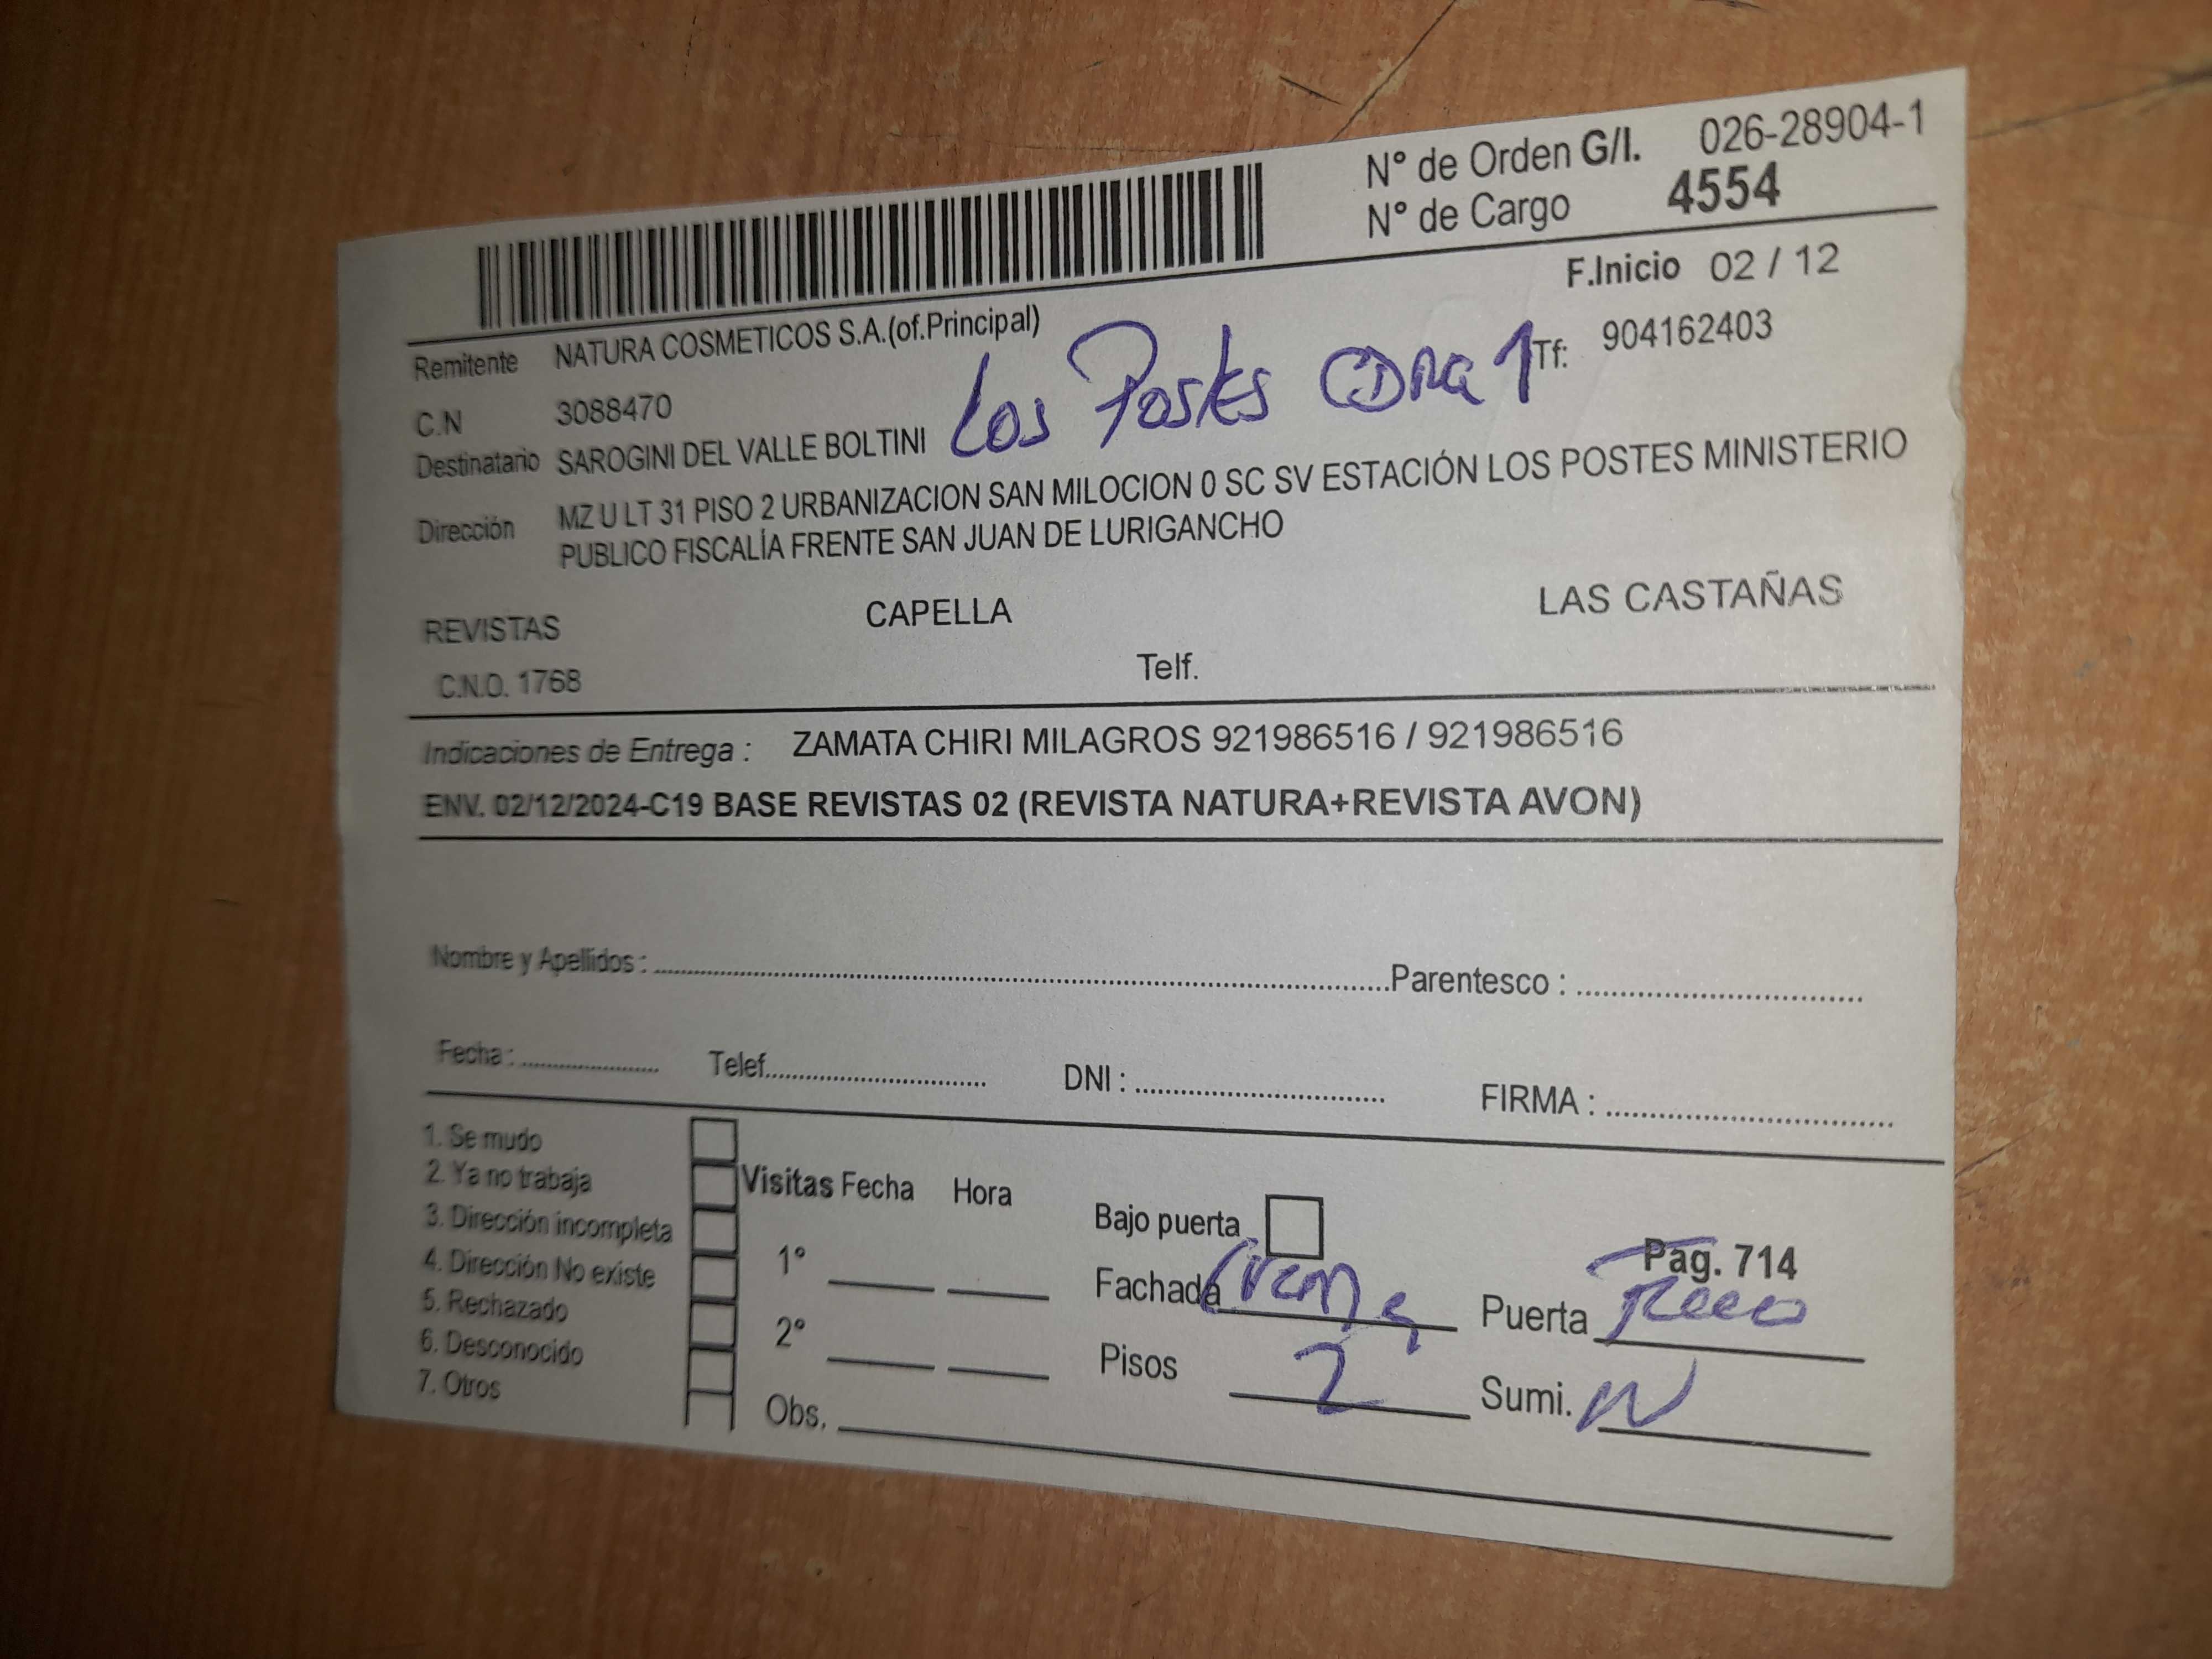 N° de Orden G/I. 026-28904-1
N° de Cargo 4554
F.Inicio 02 / 12
Remitente NATURA COSMETICOS S.A.(of.Principal)
Tf: 904162403
C.N 3088470
Los Postes CDRA 1
Destinatario SAROGINI DEL VALLE BOLTINI
Dirección MZ U LT 31 PISO 2 URBANIZACION SAN MILOCION 0 SC SV ESTACIÓN LOS POSTES MINISTERIO
PUBLICO FISCALÍA FRENTE SAN JUAN DE LURIGANCHO
REVISTAS CAPELLA LAS CASTAÑAS
C.N.O. 1768 Telf.
Indicaciones de Entrega : ZAMATA CHIRI MILAGROS 921986516 / 921986516
ENV. 02/12/2024-C19 BASE REVISTAS 02 (REVISTA NATURA+REVISTA AVON)
Nombre y Apellidos : Parentesco :
Fecha : Telef. DNI : FIRMA :
1. Se mudo
2. Ya no trabaja
3. Dirección incompleta
4. Dirección No existe
5. Rechazado
6. Desconocido
7. Otros
Visitas Fecha Hora
1°
2°
Obs.
Bajo puerta
Pag. 714
Fachada Crema Puerta
Pisos 2 Sumi. N